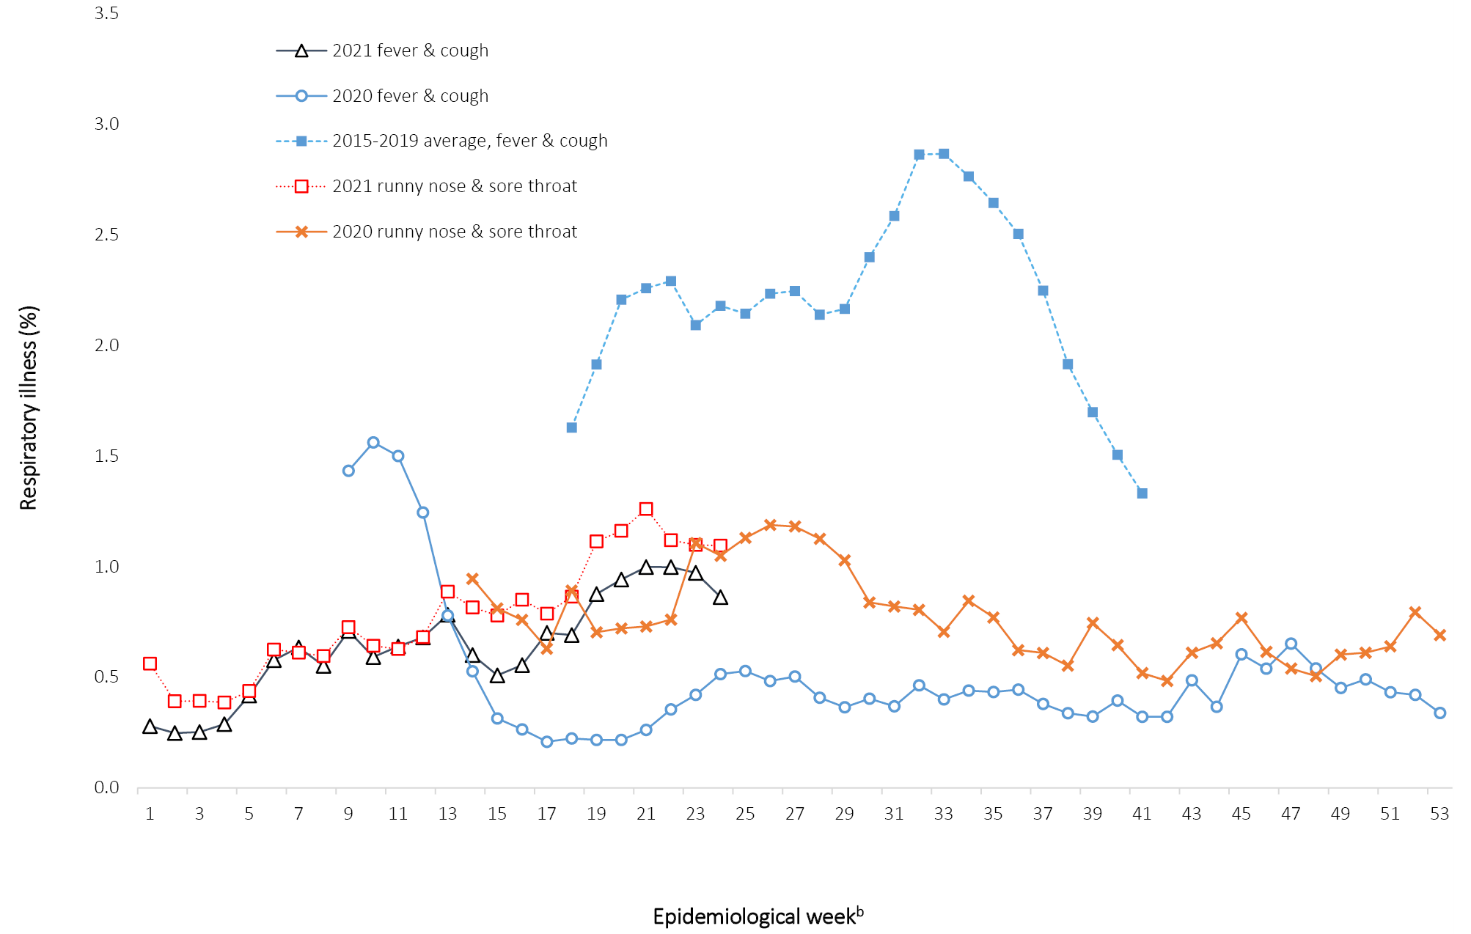 3.5
3.0
2.5
2.0
1.5
1.0
0.5
0.0
Respiratory illness (%)
2021 fever & cough
2020 fever & cough
2015-2019 average, fever & cough
2021 runny nose & sore throat
2020 runny nose & sore throat
1 3 5 7 9 11 13 15 17 19 21 23 25 27 29 31 33 35 37 39 41 43 45 47 49 51 53
Epidemiological weekᵇ